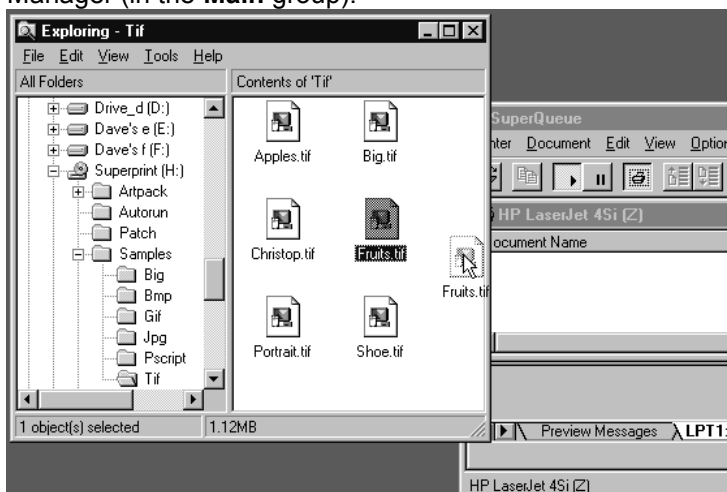 Manager (in the Main group).
Exploring - Tif
File Edit View Tools Help
All Folders
Contents of 'Tif'
Drive_d (D:)
Dave's e (E:)
Dave's f (F:)
Superprint (H:)
Artpack
Autorun
Patch
Samples
Big
Bmp
Gif
Jpg
Pscript
Tif
Apples.tif
Big.tif
Christop.tif
Fruits.tif
Fruits.tif
Portrait.tif
Shoe.tif
1 object(s) selected
1.12MB
SuperQueue
nter Document Edit View Option
HP LaserJet 4Si (Z)
ocument Name
Preview Messages
LPT1:
HP LaserJet 4Si (Z)